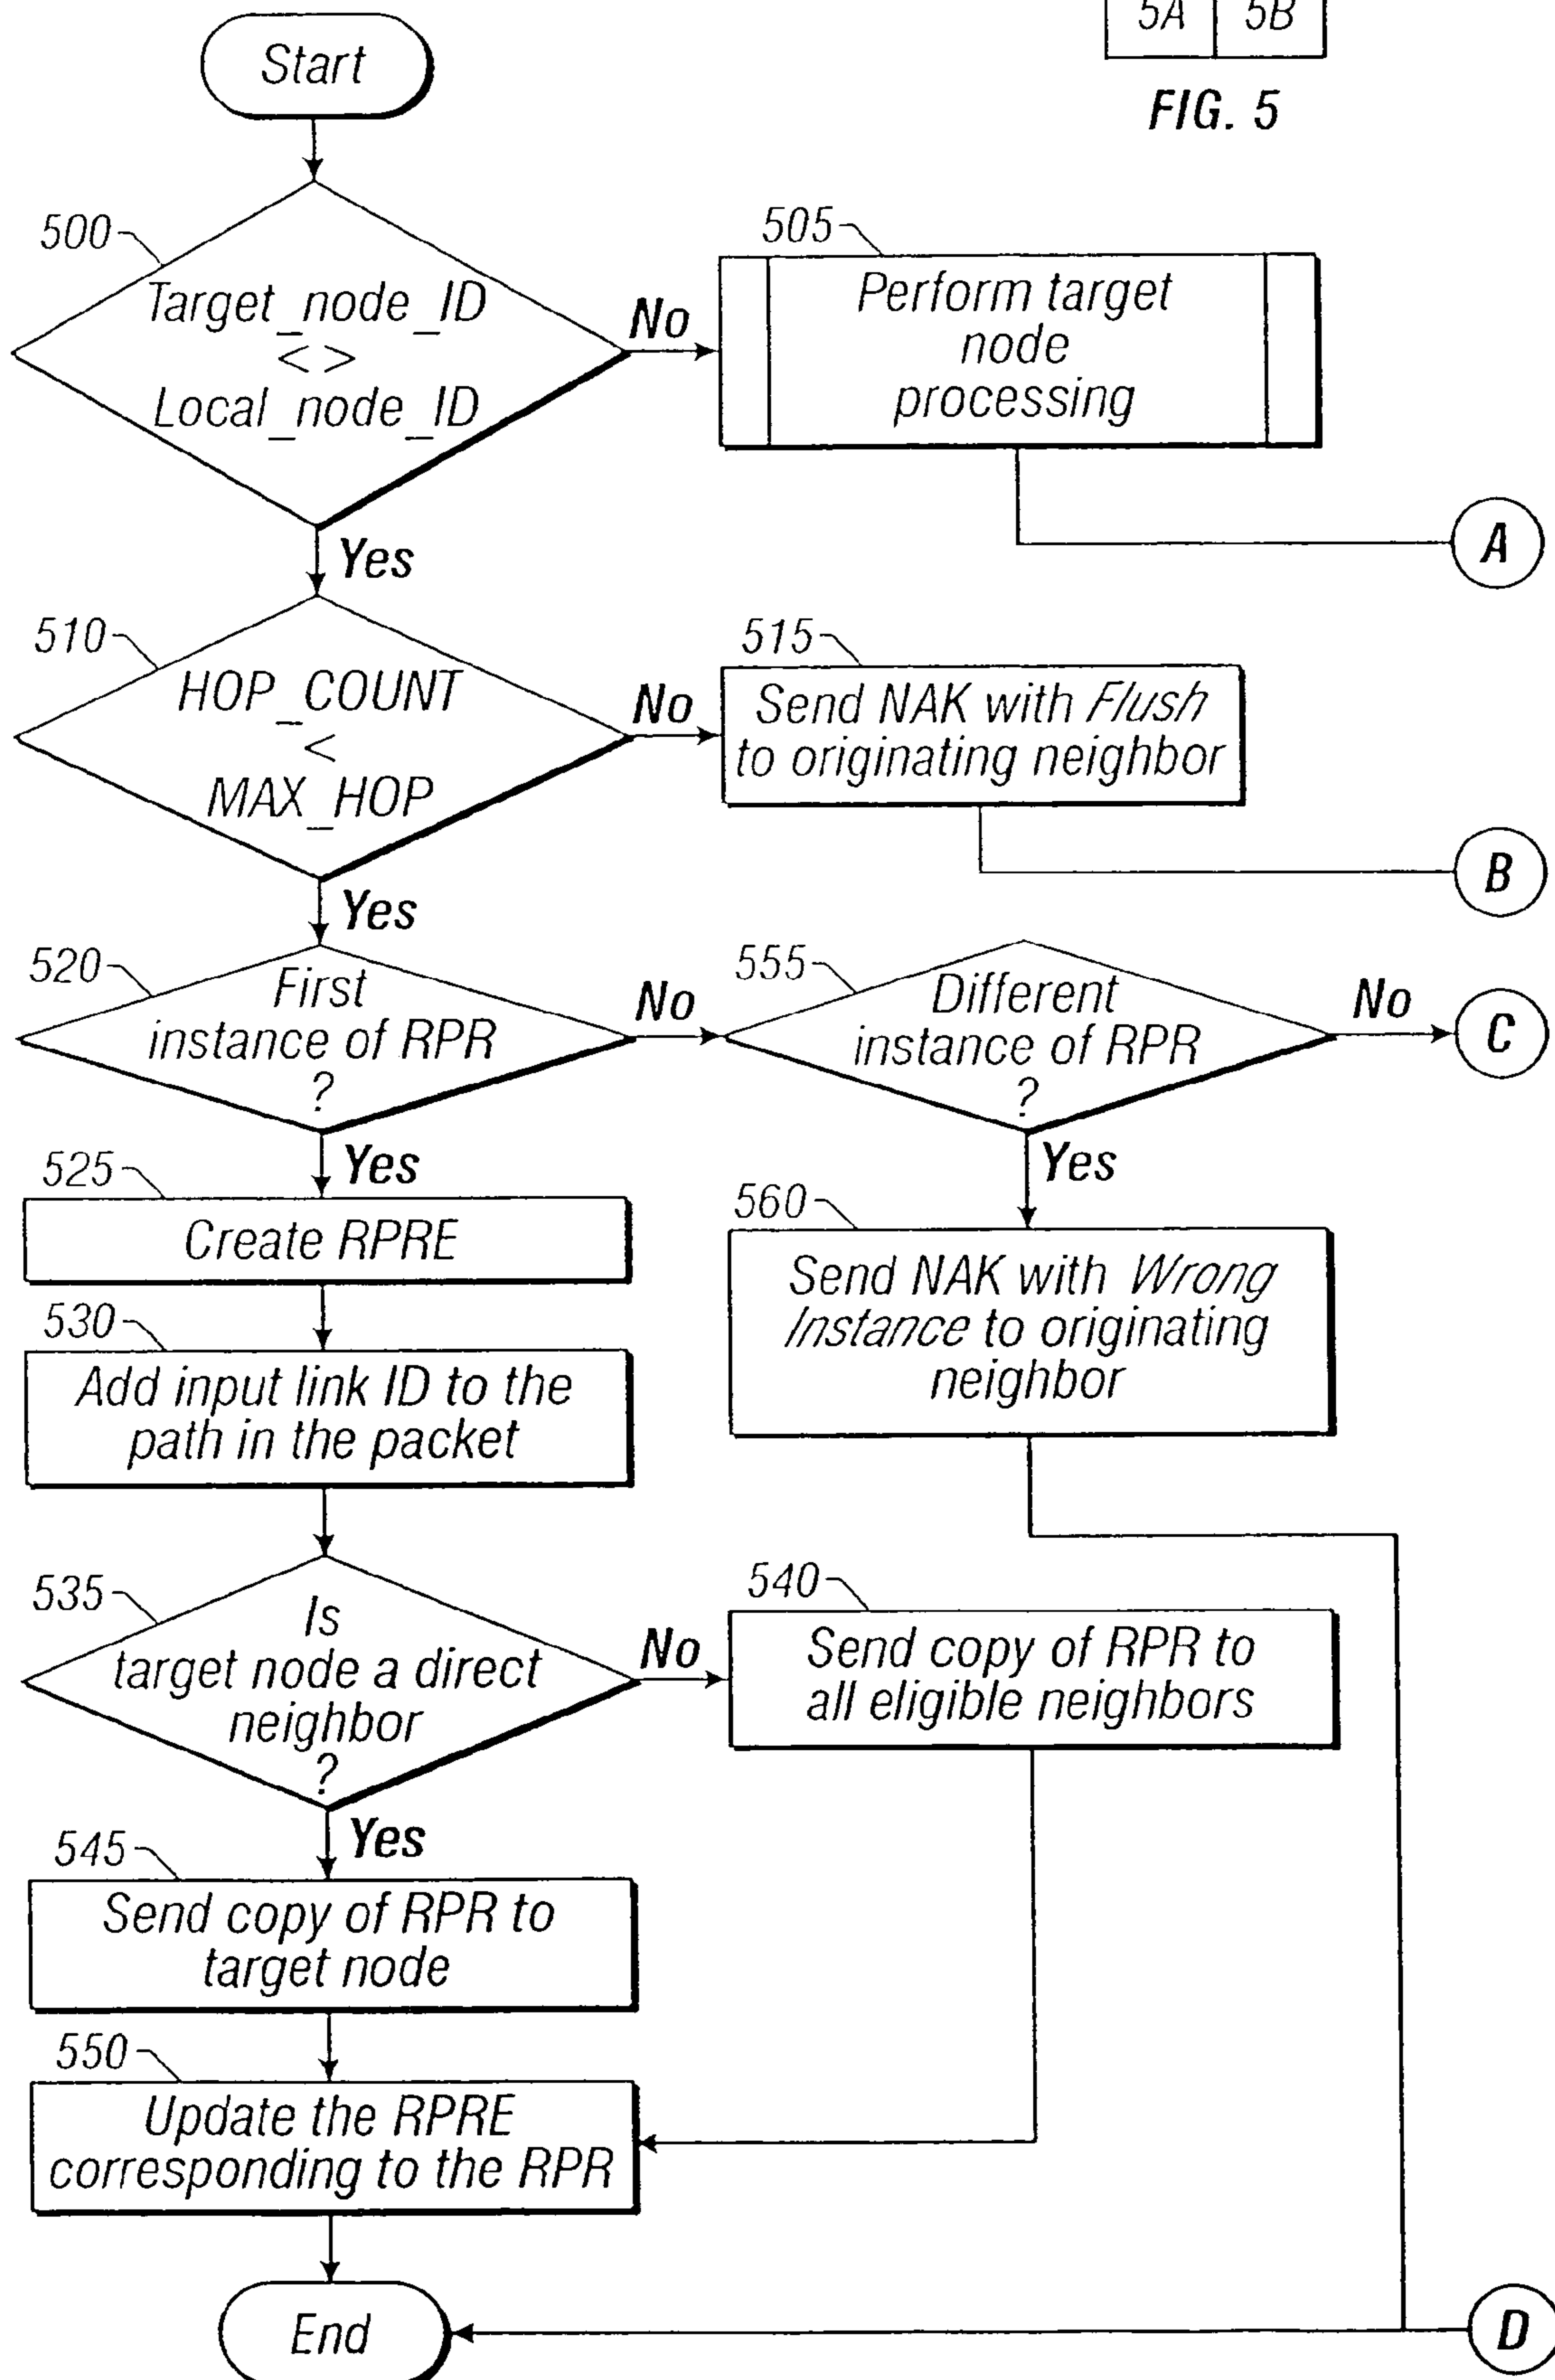 5A 5B
FIG. 5
Start
500
Target_node_ID
<>
Local_node_ID
No
505
Perform target
node
processing
A
Yes
510
HOP_COUNT
<
MAX_HOP
No
515
Send NAK with Flush
to originating neighbor
B
Yes
520
First
instance of RPR
?
No
555
Different
instance of RPR
?
No
C
Yes
525
Create RPRE
Yes
560
Send NAK with Wrong
Instance to originating
neighbor
530
Add input link ID to the
path in the packet
535
Is
target node a direct
neighbor
?
No
540
Send copy of RPR to
all eligible neighbors
Yes
545
Send copy of RPR to
target node
550
Update the RPRE
corresponding to the RPR
End
D